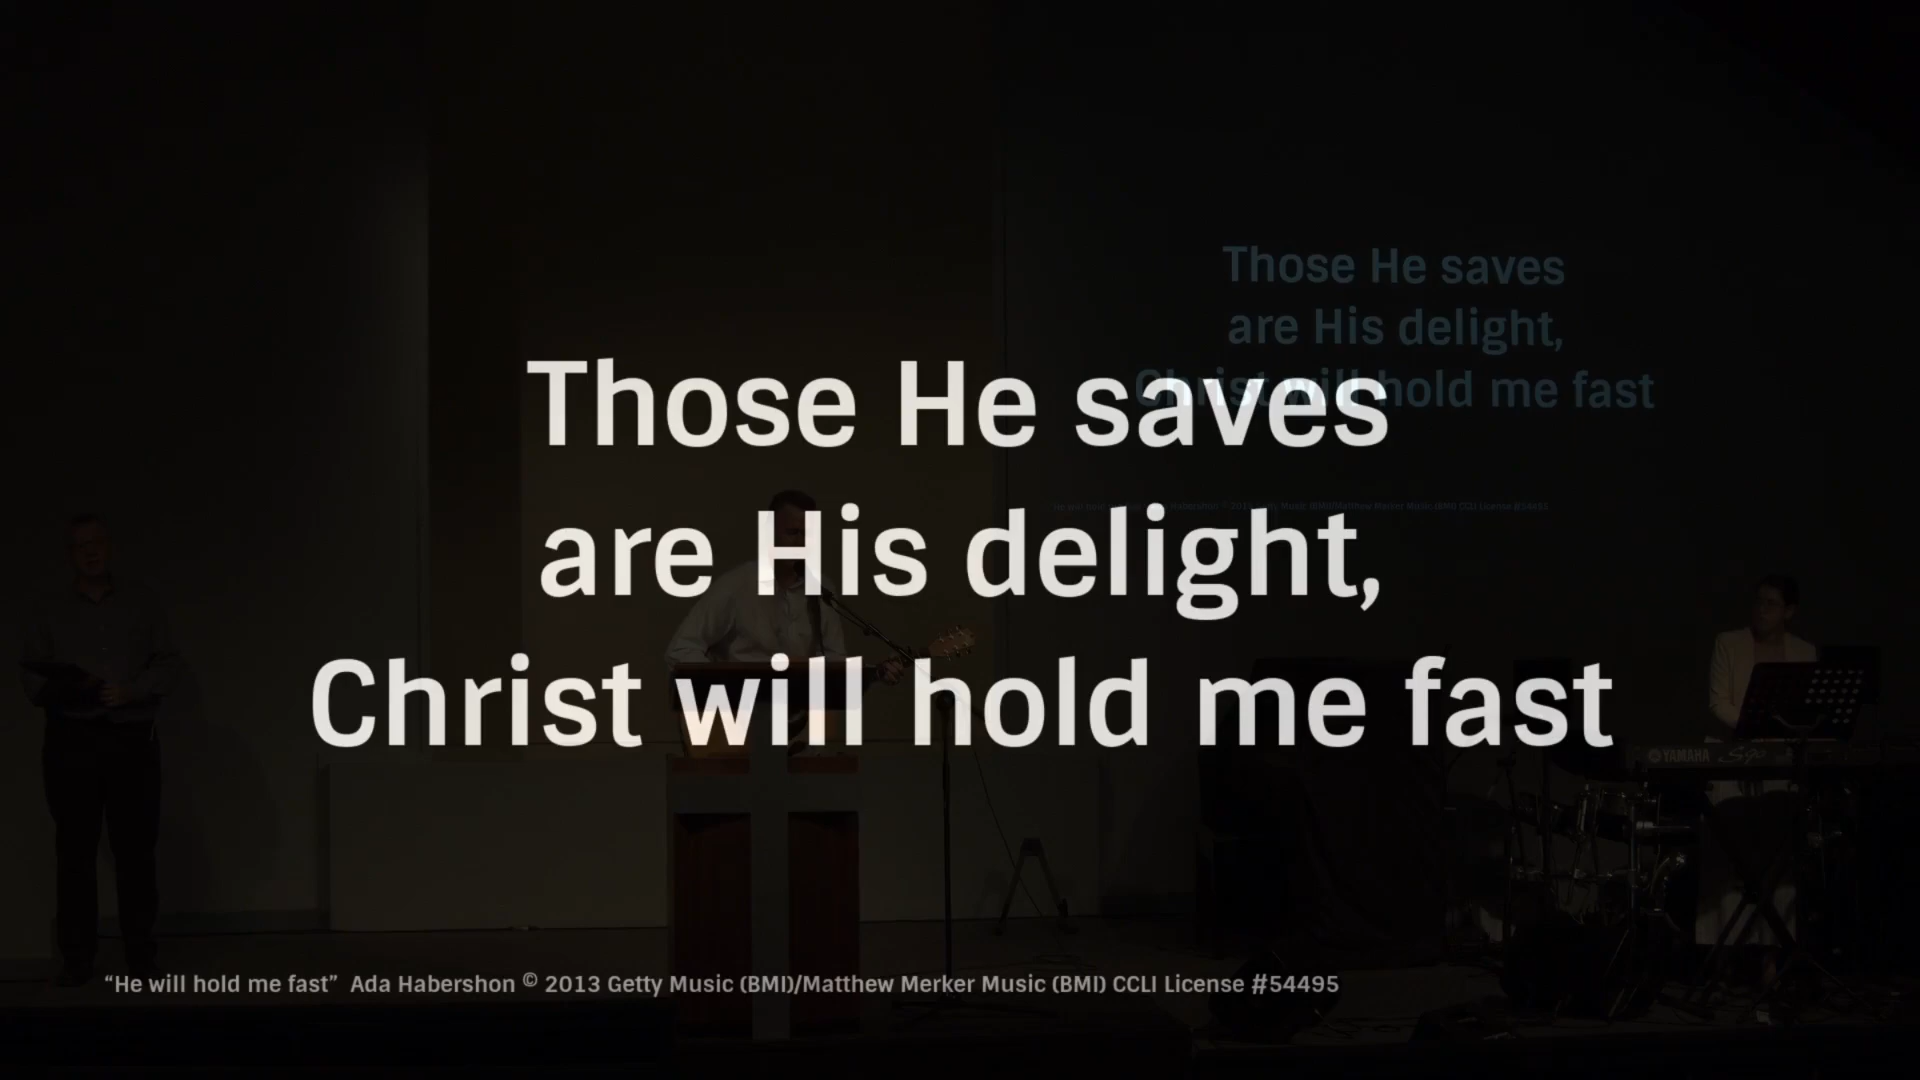 Those He saves
are His delight,
Christ will hold me fast
Those He saves
are His delight,
Christ will hold me fast
YAMAHA S90
“He will hold me fast” Ada Habershon © 2013 Getty Music (BMI)/Matthew Merker Music (BMI) CCLI License #54495